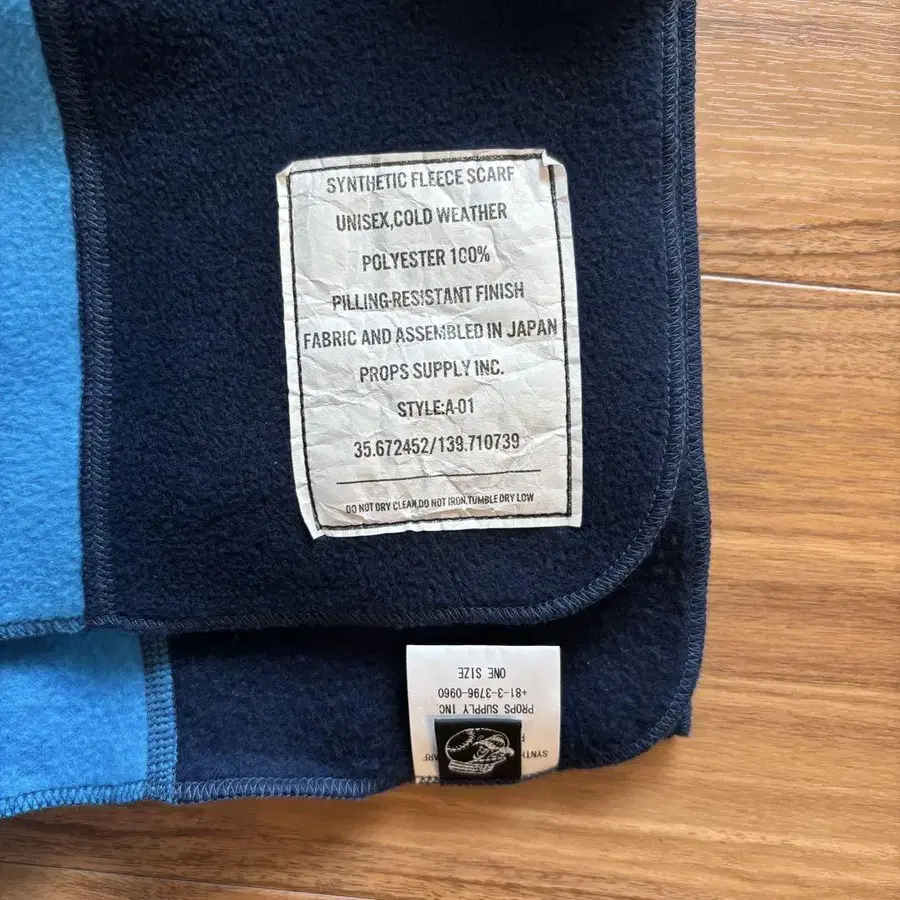 SYNTHETIC FLEECE SCARF
UNISEX,COLD WEATHER
POLYESTER 100%
PILLING-RESISTANT FINISH
FABRIC AND ASSEMBLED IN JAPAN
PROPS SUPPLY INC.
STYLE:A-01
35.672452/139.710739
DO NOT DRY CLEAN,DO NOT IRON,TUMBLE DRY LOW
PROPS SUPPLY INC.
+81-3-3796-0960
ONE SIZE